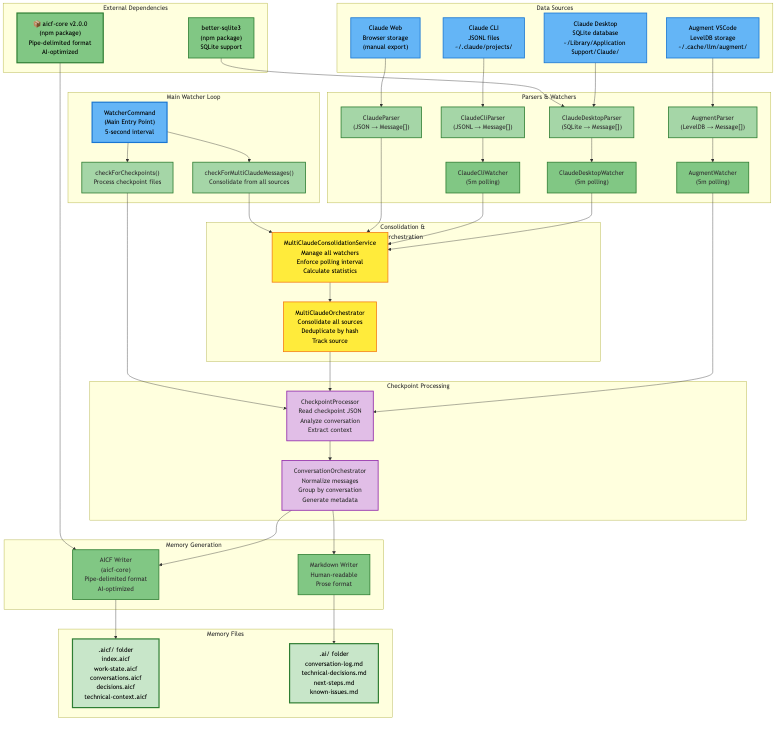 External Dependencies
📦 aicf-core v2.0.0
(npm package)
Pipe-delimited format
AI-optimized
better-sqlite3
(npm package)
SQLite support
Data Sources
Claude Web
Browser storage
(manual export)
Claude CLI
JSONL files
~/.claude/projects/
Claude Desktop
SQLite database
~/Library/Application
Support/Claude/
Augment VSCode
LevelDB storage
~/.cache/llm/augment/
Main Watcher Loop
WatcherCommand
(Main Entry Point)
5-second interval
checkForCheckpoints()
Process checkpoint files
checkForMultiClaudeMessages()
Consolidate from all sources
Parsers & Watchers
ClaudeParser
(JSON → Message[])
ClaudeCliParser
(JSONL → Message[])
ClaudeDesktopParser
(SQLite → Message[])
AugmentParser
(LevelDB → Message[])
ClaudeCliWatcher
(5m polling)
ClaudeDesktopWatcher
(5m polling)
AugmentWatcher
(5m polling)
Consolidation &
Orchestration
MultiClaudeConsolidationService
Manage all watchers
Enforce polling interval
Calculate statistics
MultiClaudeOrchestrator
Consolidate all sources
Deduplicate by hash
Track source
Checkpoint Processing
CheckpointProcessor
Read checkpoint JSON
Analyze conversation
Extract context
ConversationOrchestrator
Normalize messages
Group by conversation
Generate metadata
Memory Generation
AICF Writer
(aicf-core)
Pipe-delimited format
AI-optimized
Markdown Writer
Human-readable
Prose format
Memory Files
.aicf/ folder
index.aicf
work-state.aicf
conversations.aicf
decisions.aicf
technical-context.aicf
.ai/ folder
conversation-log.md
technical-decisions.md
next-steps.md
known-issues.md